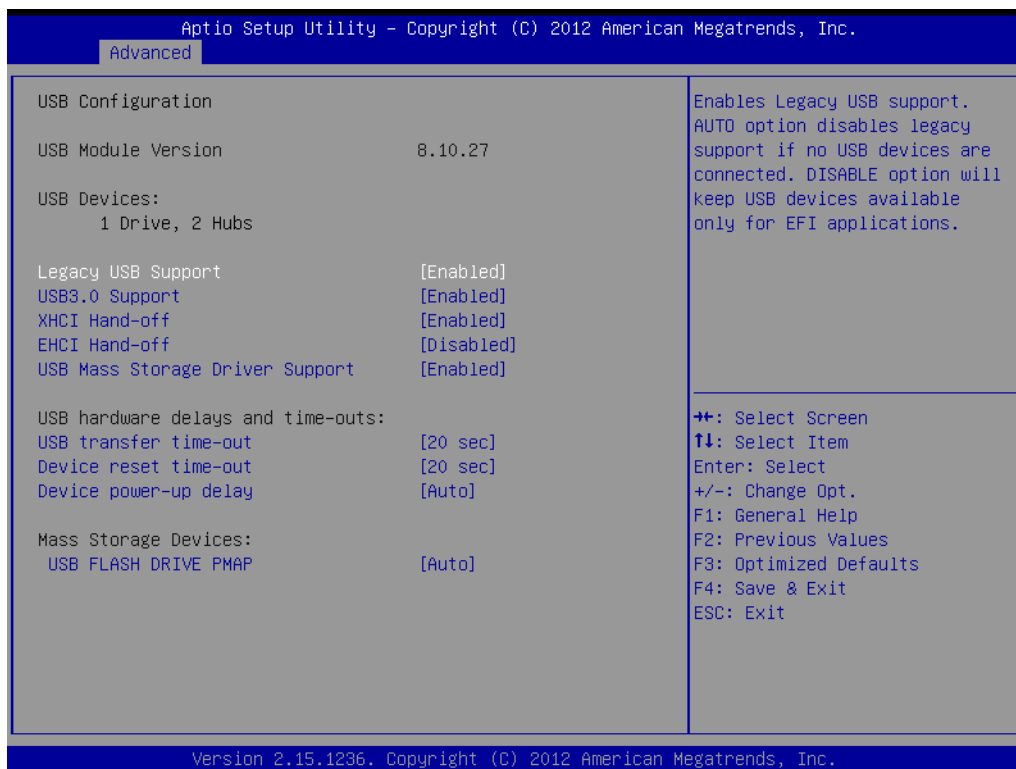 Aptio Setup Utility – Copyright (C) 2012 American Megatrends, Inc.
Advanced
USB Configuration
USB Module Version 8.10.27
USB Devices:
1 Drive, 2 Hubs
Legacy USB Support [Enabled]
USB3.0 Support [Enabled]
XHCI Hand-off [Enabled]
EHCI Hand-off [Disabled]
USB Mass Storage Driver Support [Enabled]
USB hardware delays and time-outs:
USB transfer time-out [20 sec]
Device reset time-out [20 sec]
Device power-up delay [Auto]
Mass Storage Devices:
USB FLASH DRIVE PMAP [Auto]
Enables Legacy USB support.
AUTO option disables legacy
support if no USB devices are
connected. DISABLE option will
keep USB devices available
only for EFI applications.
→←: Select Screen
↑↓: Select Item
Enter: Select
+/-: Change Opt.
F1: General Help
F2: Previous Values
F3: Optimized Defaults
F4: Save & Exit
ESC: Exit
Version 2.15.1236. Copyright (C) 2012 American Megatrends, Inc.